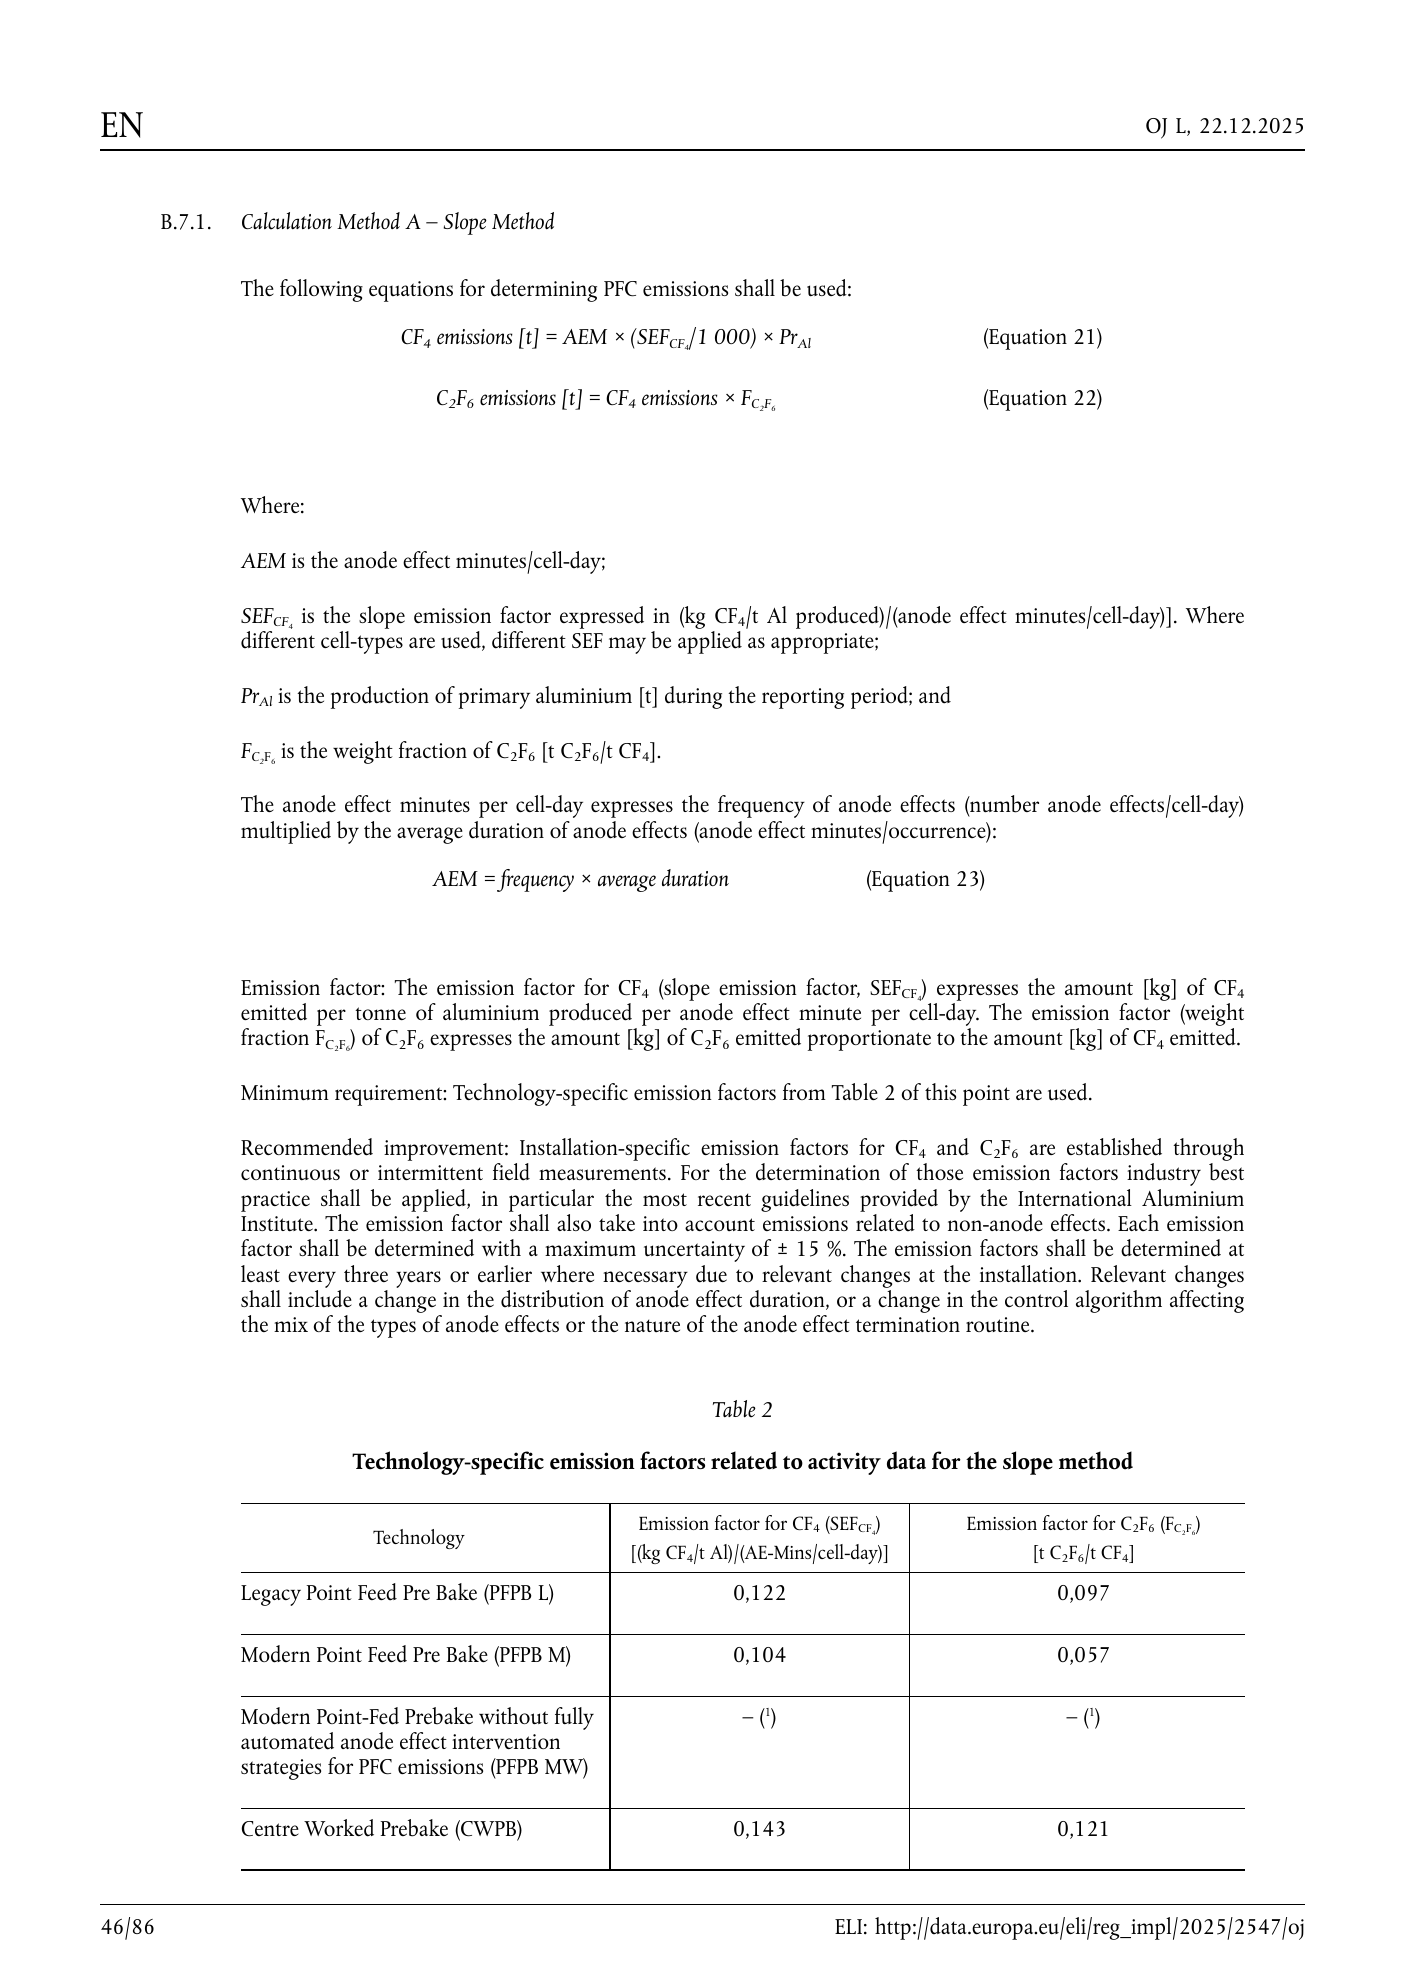 EN
OJ L, 22.12.2025
B.7.1. Calculation Method A – Slope Method
The following equations for determining PFC emissions shall be used:
CF₄ emissions [t] = AEM × (SEF_CF₄/1 000) × Pr_Al (Equation 21)
C₂F₆ emissions [t] = CF₄ emissions × F_C₂F₆ (Equation 22)
Where:
AEM is the anode effect minutes/cell-day;
SEF_CF₄ is the slope emission factor expressed in (kg CF₄/t Al produced)/(anode effect minutes/cell-day)]. Where
different cell-types are used, different SEF may be applied as appropriate;
Pr_Al is the production of primary aluminium [t] during the reporting period; and
F_C₂F₆ is the weight fraction of C₂F₆ [t C₂F₆/t CF₄].
The anode effect minutes per cell-day expresses the frequency of anode effects (number anode effects/cell-day)
multiplied by the average duration of anode effects (anode effect minutes/occurrence):
AEM = frequency × average duration (Equation 23)
Emission factor: The emission factor for CF₄ (slope emission factor, SEF_CF₄) expresses the amount [kg] of CF₄
emitted per tonne of aluminium produced per anode effect minute per cell-day. The emission factor (weight
fraction F_C₂F₆) of C₂F₆ expresses the amount [kg] of C₂F₆ emitted proportionate to the amount [kg] of CF₄ emitted.
Minimum requirement: Technology-specific emission factors from Table 2 of this point are used.
Recommended improvement: Installation-specific emission factors for CF₄ and C₂F₆ are established through
continuous or intermittent field measurements. For the determination of those emission factors industry best
practice shall be applied, in particular the most recent guidelines provided by the International Aluminium
Institute. The emission factor shall also take into account emissions related to non-anode effects. Each emission
factor shall be determined with a maximum uncertainty of ± 15 %. The emission factors shall be determined at
least every three years or earlier where necessary due to relevant changes at the installation. Relevant changes
shall include a change in the distribution of anode effect duration, or a change in the control algorithm affecting
the mix of the types of anode effects or the nature of the anode effect termination routine.
Table 2
Technology-specific emission factors related to activity data for the slope method
Technology
Emission factor for CF₄ (SEF_CF₄)
[(kg CF₄/t Al)/(AE-Mins/cell-day)]
Emission factor for C₂F₆ (F_C₂F₆)
[t C₂F₆/t CF₄]
Legacy Point Feed Pre Bake (PFPB L) 0,122 0,097
Modern Point Feed Pre Bake (PFPB M) 0,104 0,057
Modern Point-Fed Prebake without fully – (¹) – (¹)
automated anode effect intervention
strategies for PFC emissions (PFPB MW)
Centre Worked Prebake (CWPB) 0,143 0,121
46/86
ELI: http://data.europa.eu/eli/reg_impl/2025/2547/oj